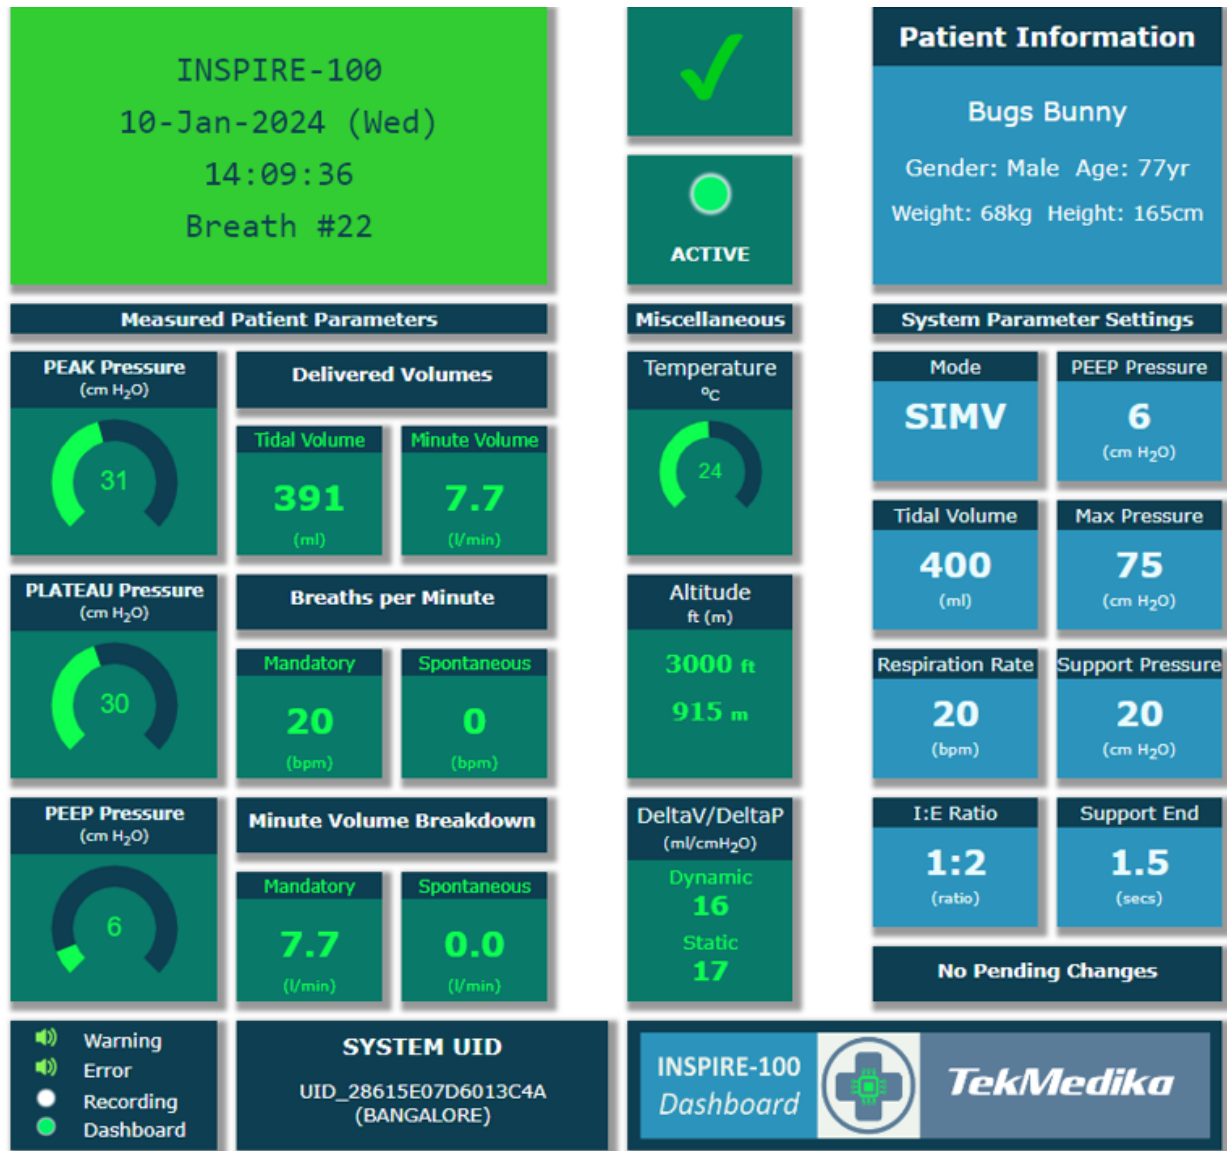 INSPIRE-100
10-Jan-2024 (Wed)
14:09:36
Breath #22
ACTIVE
Patient Information
Bugs Bunny
Gender: Male Age: 77yr
Weight: 68kg Height: 165cm
Measured Patient Parameters
PEAK Pressure
(cm H₂O)
31
Delivered Volumes
Tidal Volume
391
(ml)
Minute Volume
7.7
(l/min)
PLATEAU Pressure
(cm H₂O)
30
Breaths per Minute
Mandatory
20
(bpm)
Spontaneous
0
(bpm)
PEEP Pressure
(cm H₂O)
6
Minute Volume Breakdown
Mandatory
7.7
(l/min)
Spontaneous
0.0
(l/min)
Miscellaneous
Temperature
ºC
24
Altitude
ft (m)
3000 ft
915 m
DeltaV/DeltaP
(ml/cmH₂O)
Dynamic
16
Static
17
System Parameter Settings
Mode
SIMV
PEEP Pressure
6
(cm H₂O)
Tidal Volume
400
(ml)
Max Pressure
75
(cm H₂O)
Respiration Rate
20
(bpm)
Support Pressure
20
(cm H₂O)
I:E Ratio
1:2
(ratio)
Support End
1.5
(secs)
No Pending Changes
Warning
Error
Recording
Dashboard
SYSTEM UID
UID_28615E07D6013C4A
(BANGALORE)
INSPIRE-100
Dashboard
TekMedika